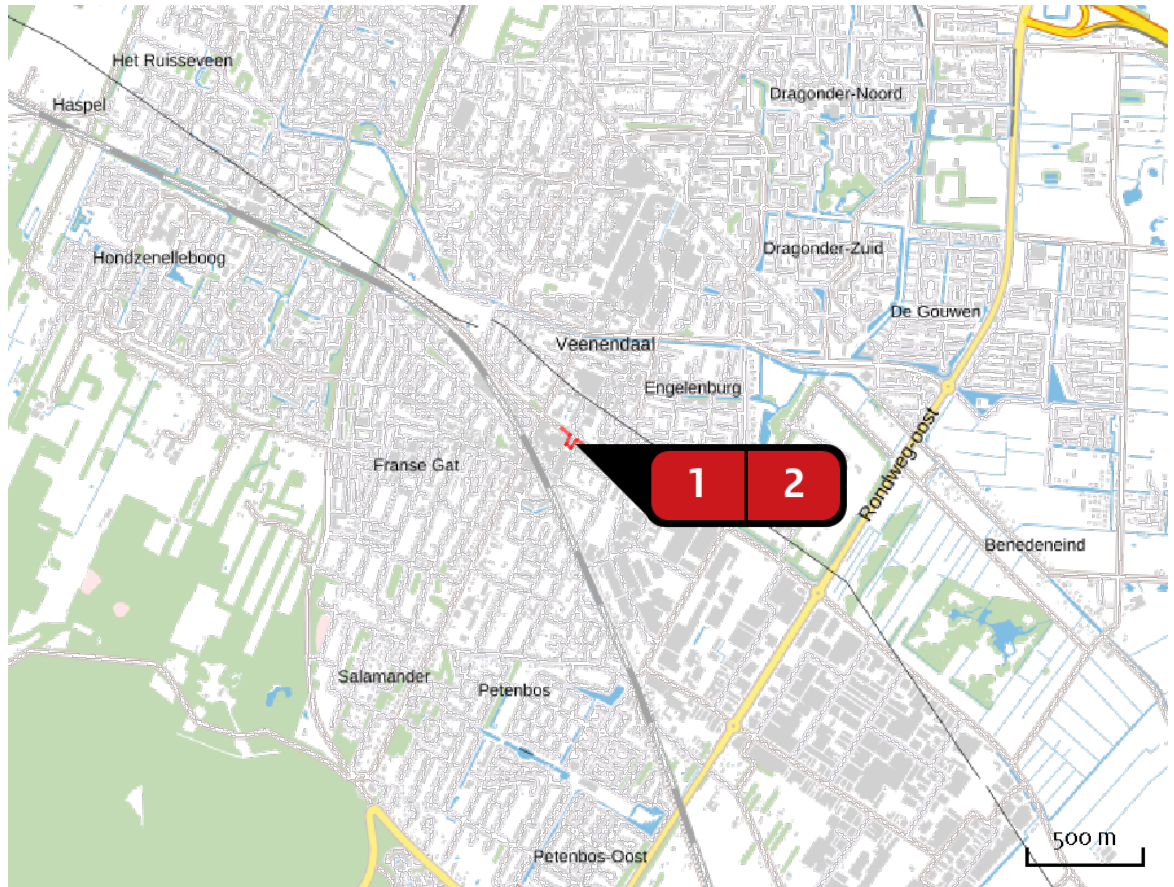 Het Ruisseveen
Dragonder-Noord
Haspel
Dragonder-Zuid
Hondzenelleboog
De Gouwen
Veenendaal
Engelenburg
Rondweg-oost
Franse Gat
1 2
Benedeneind
Salamander
Petenbos
500 m
Petenbos-Oost